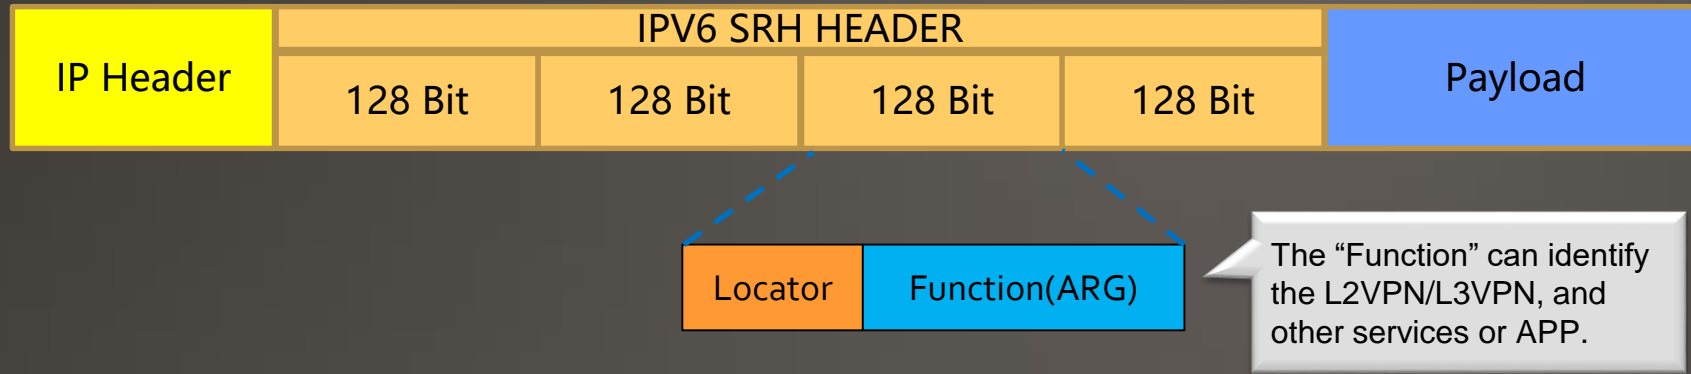 IPV6 SRH HEADER
IP Header
128 Bit
128 Bit
128 Bit
128 Bit
Payload
Locator
Function(ARG)
The “Function” can identify
the L2VPN/L3VPN, and
other services or APP.